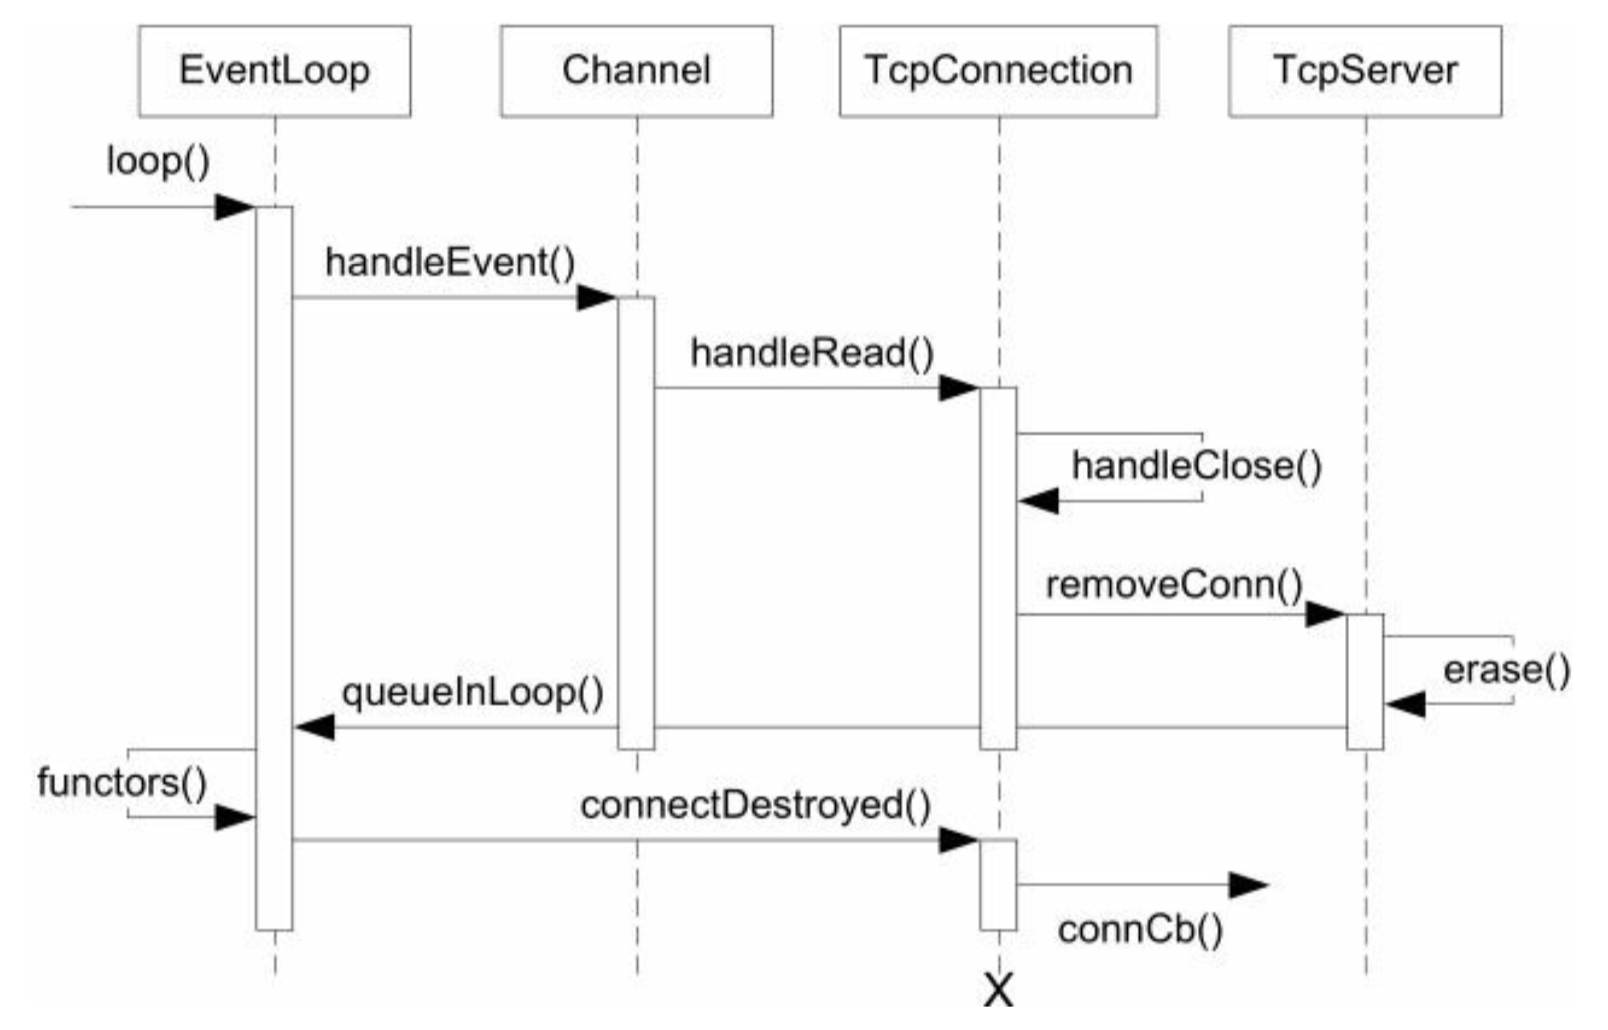 EventLoop
Channel
TcpConnection
TcpServer
loop()
handleEvent()
handleRead()
handleClose()
removeConn()
erase()
queueInLoop()
functors()
connectDestroyed()
connCb()
X